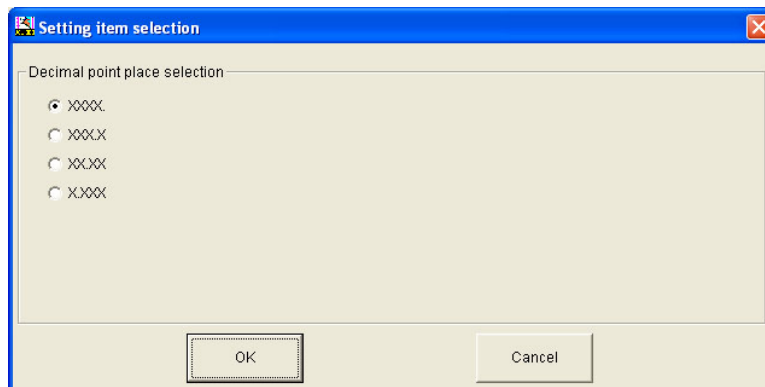 Setting item selection
Decimal point place selection
XXXX.
XXX.X
XX.XX
X.XXX
OK
Cancel